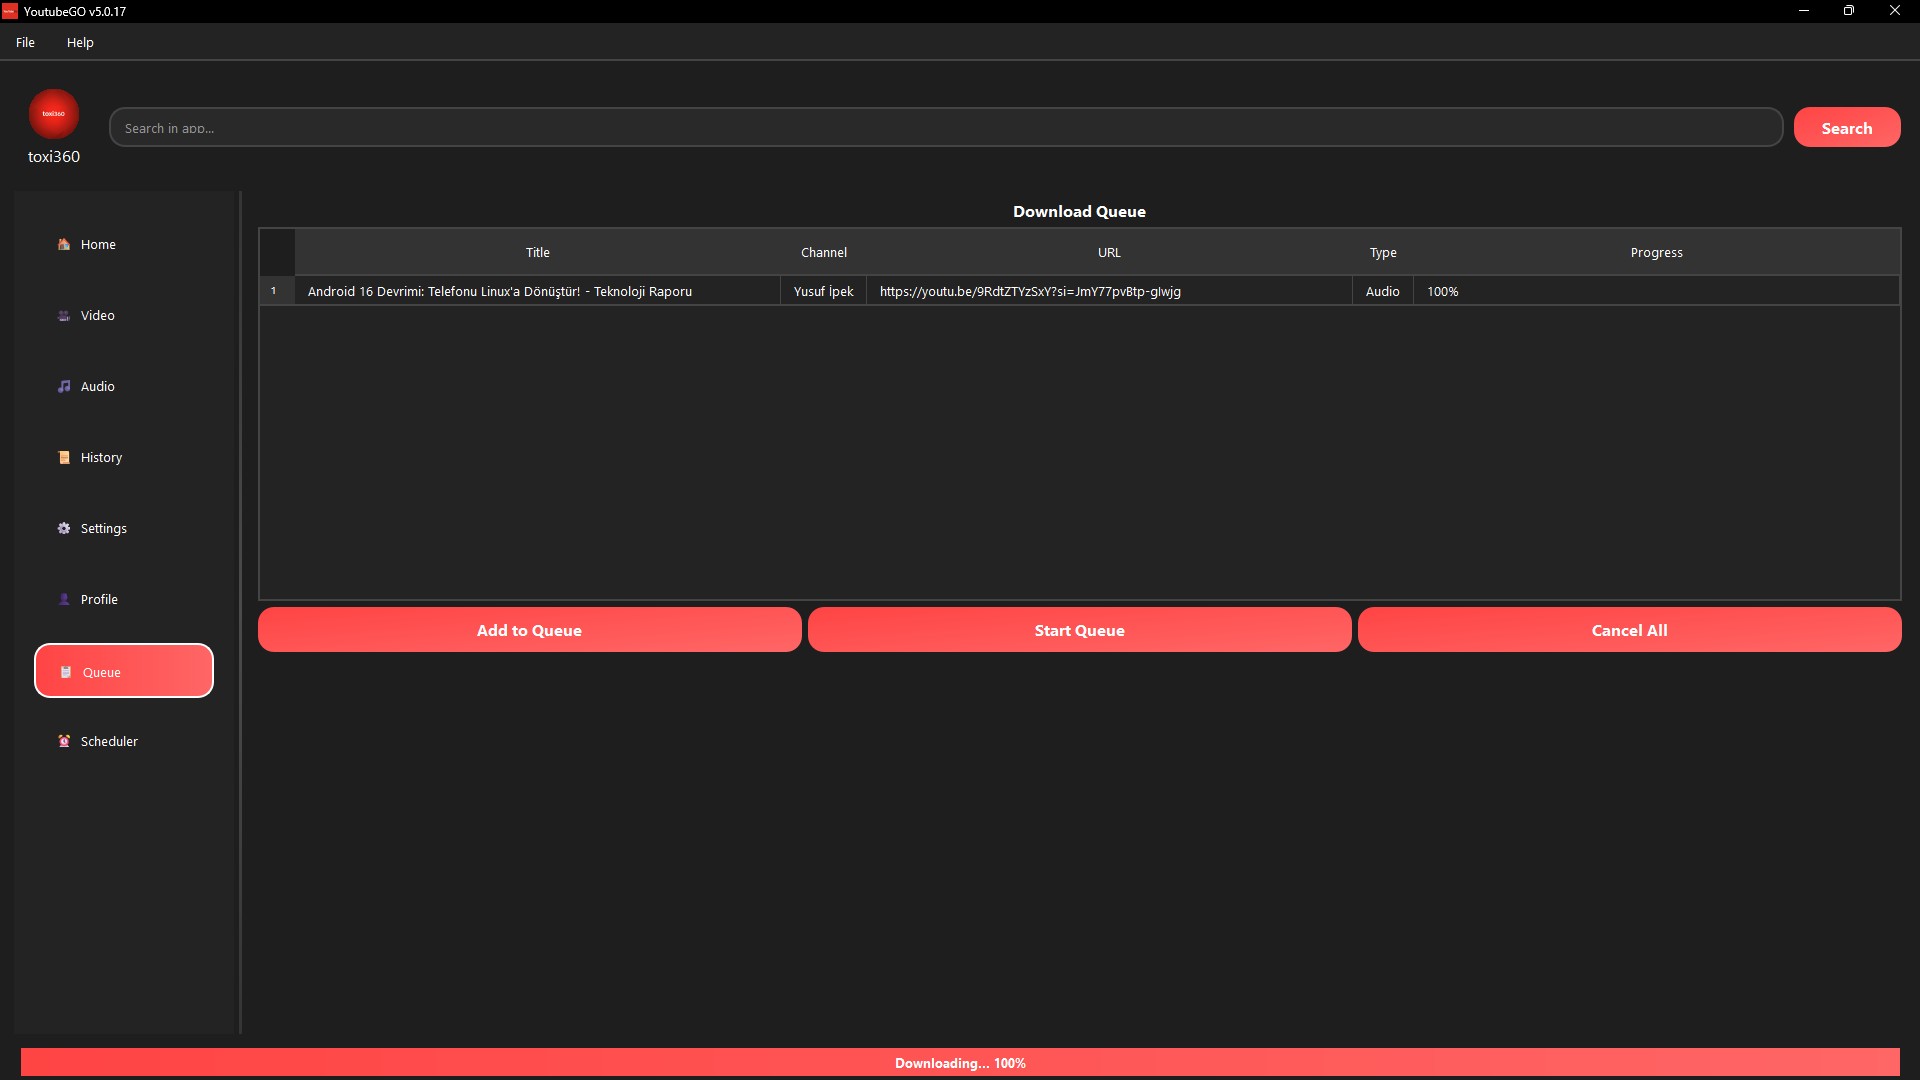 YoutubeGO v5.0.17
File Help
toxi360
toxi360
Search in app...
Search
Home
Video
Audio
History
Settings
Profile
Queue
Scheduler
Download Queue
Title Channel URL Type Progress
1 Android 16 Devrimi: Telefonu Linux'a Dönüştür! - Teknoloji Raporu Yusuf İpek https://youtu.be/9RdtZTYzSxY?si=JmY77pvBtp-gIwjg Audio 100%
Add to Queue Start Queue Cancel All
Downloading... 100%